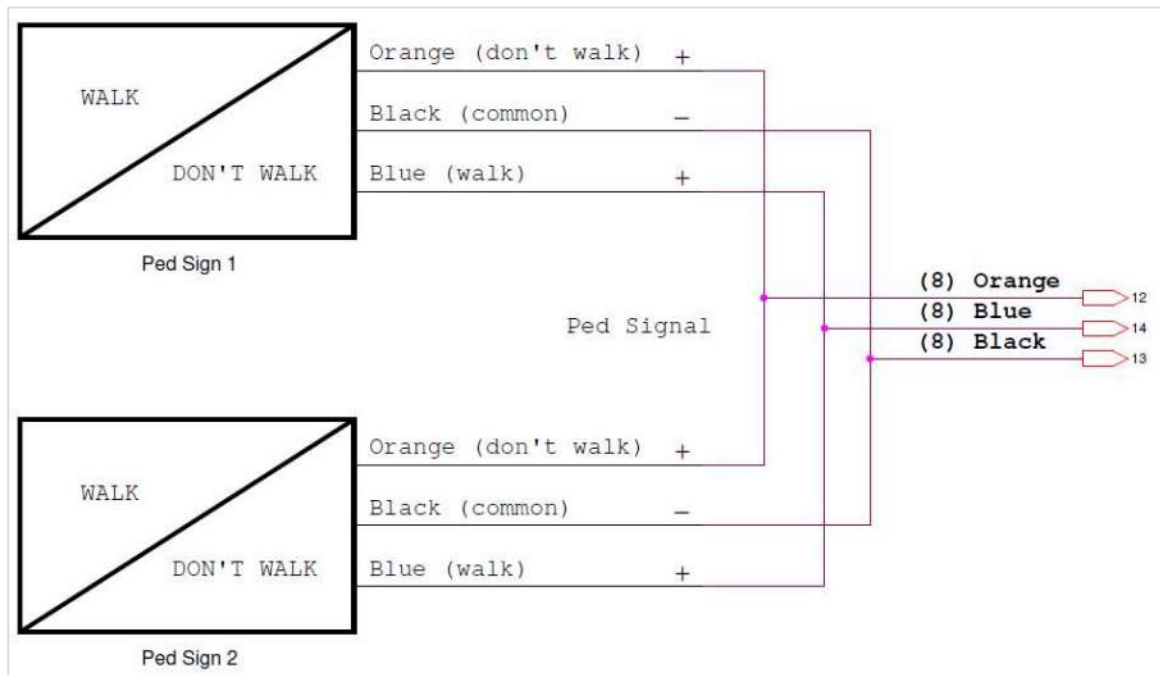 WALK
DON'T WALK
Orange (don't walk) +
Black (common) −
Blue (walk) +
Ped Sign 1
Ped Signal
(8) Orange 12
(8) Blue 14
(8) Black 13
WALK
DON'T WALK
Orange (don't walk) +
Black (common) −
Blue (walk) +
Ped Sign 2